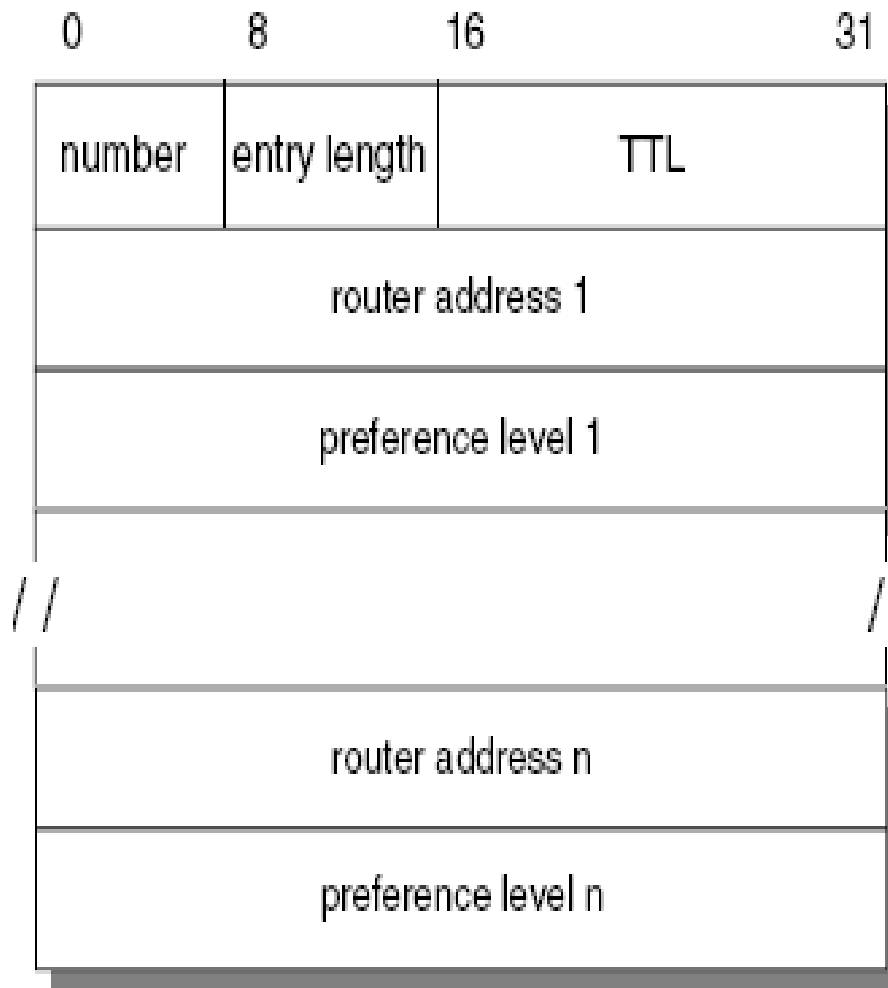 0 8 16 31
number entry length TTL
router address 1
preference level 1
/ / /
router address n
preference level n